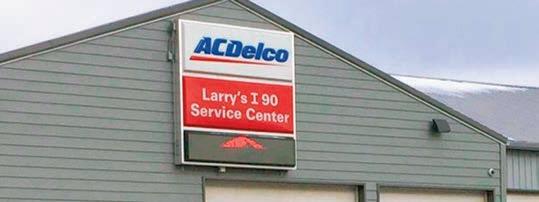 ACDelco
Larry's I 90
Service Center